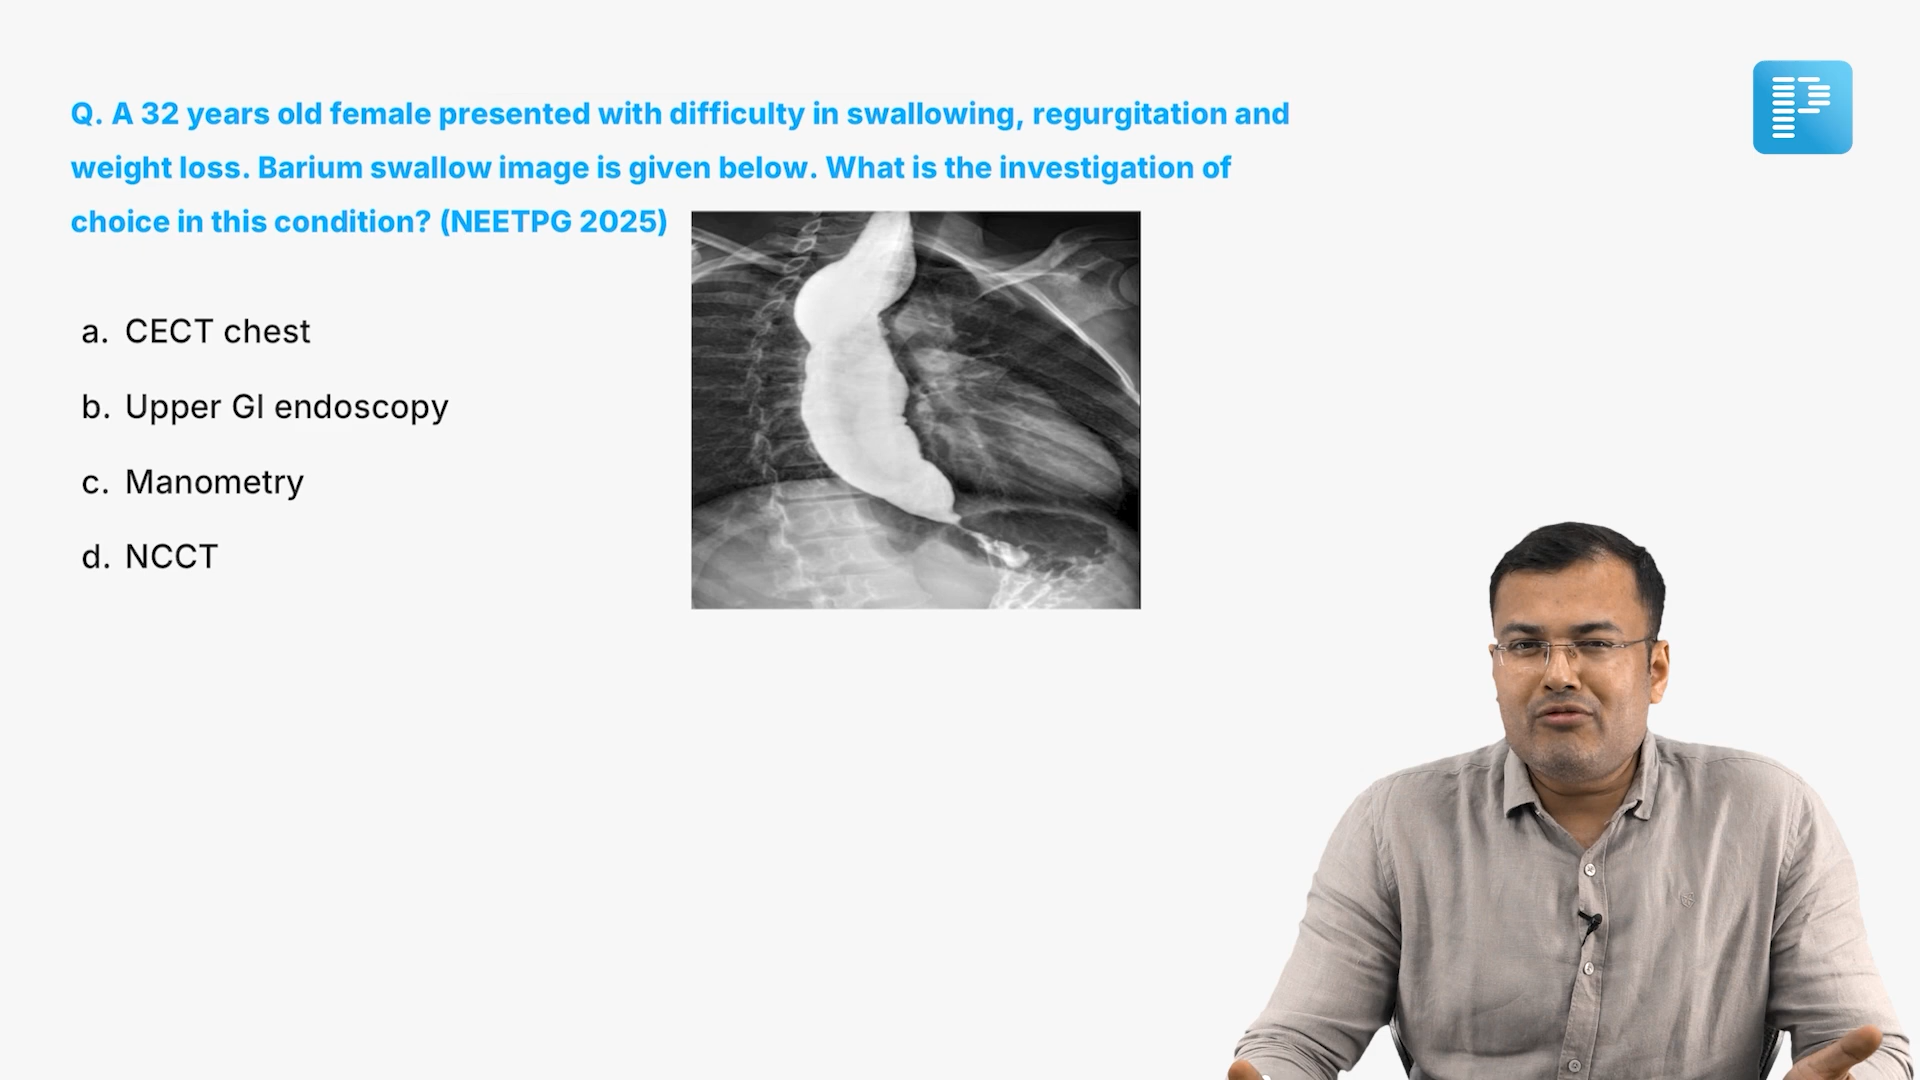 Q. A 32 years old female presented with difficulty in swallowing, regurgitation and
weight loss. Barium swallow image is given below. What is the investigation of
choice in this condition? (NEETPG 2025)
a. CECT chest
b. Upper GI endoscopy
c. Manometry
d. NCCT